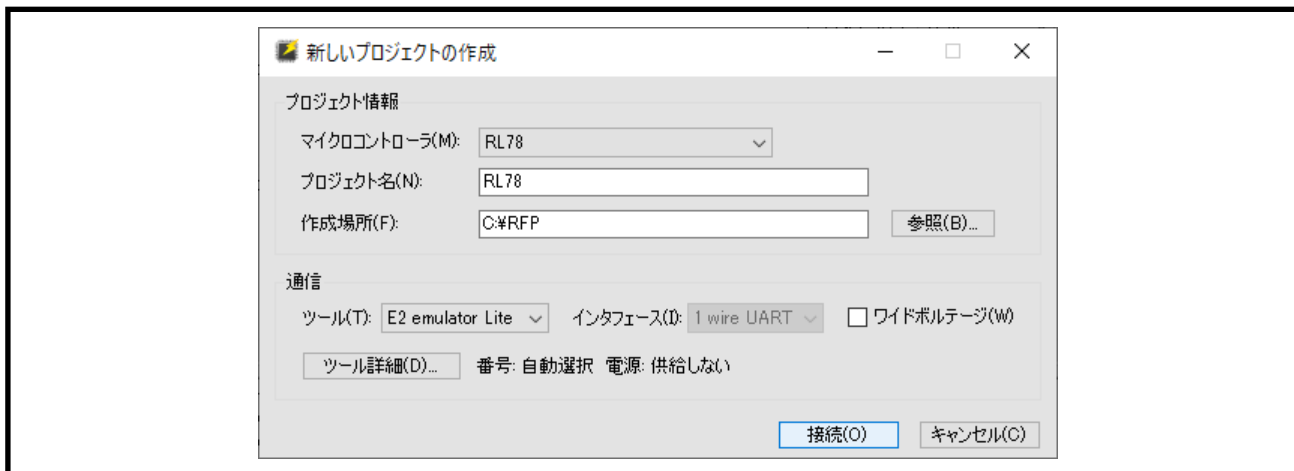 新しいプロジェクトの作成
プロジェクト情報
マイクロコントローラ(M): RL78
プロジェクト名(N): RL78
作成場所(F): C:¥RFP 参照(B)...
通信
ツール(T): E2 emulator Lite インタフェース(I): 1 wire UART ワイドボルテージ(W)
ツール詳細(D)... 番号: 自動選択 電源: 供給しない
接続(O) キャンセル(C)